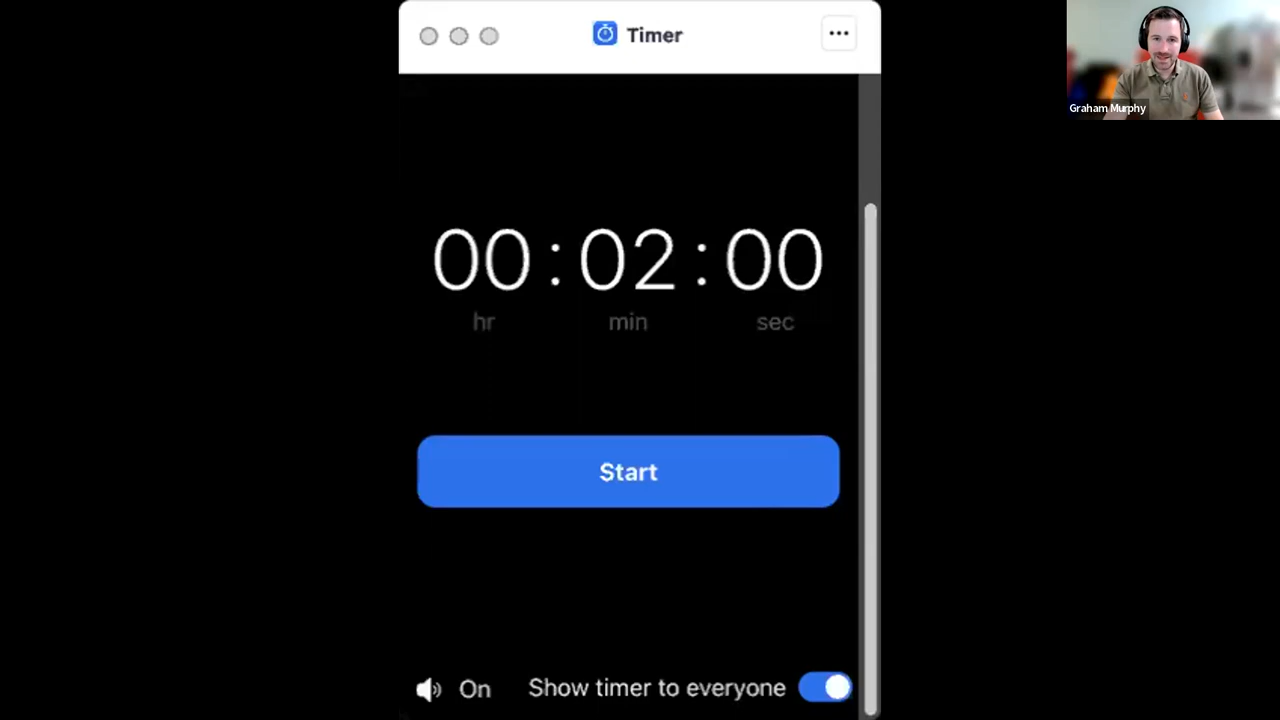 Timer
Graham Murphy
00 : 02 : 00
hr min sec
Start
On Show timer to everyone